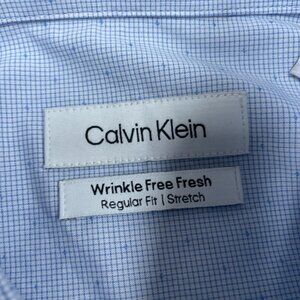 Calvin Klein
Wrinkle Free Fresh
Regular Fit | Stretch